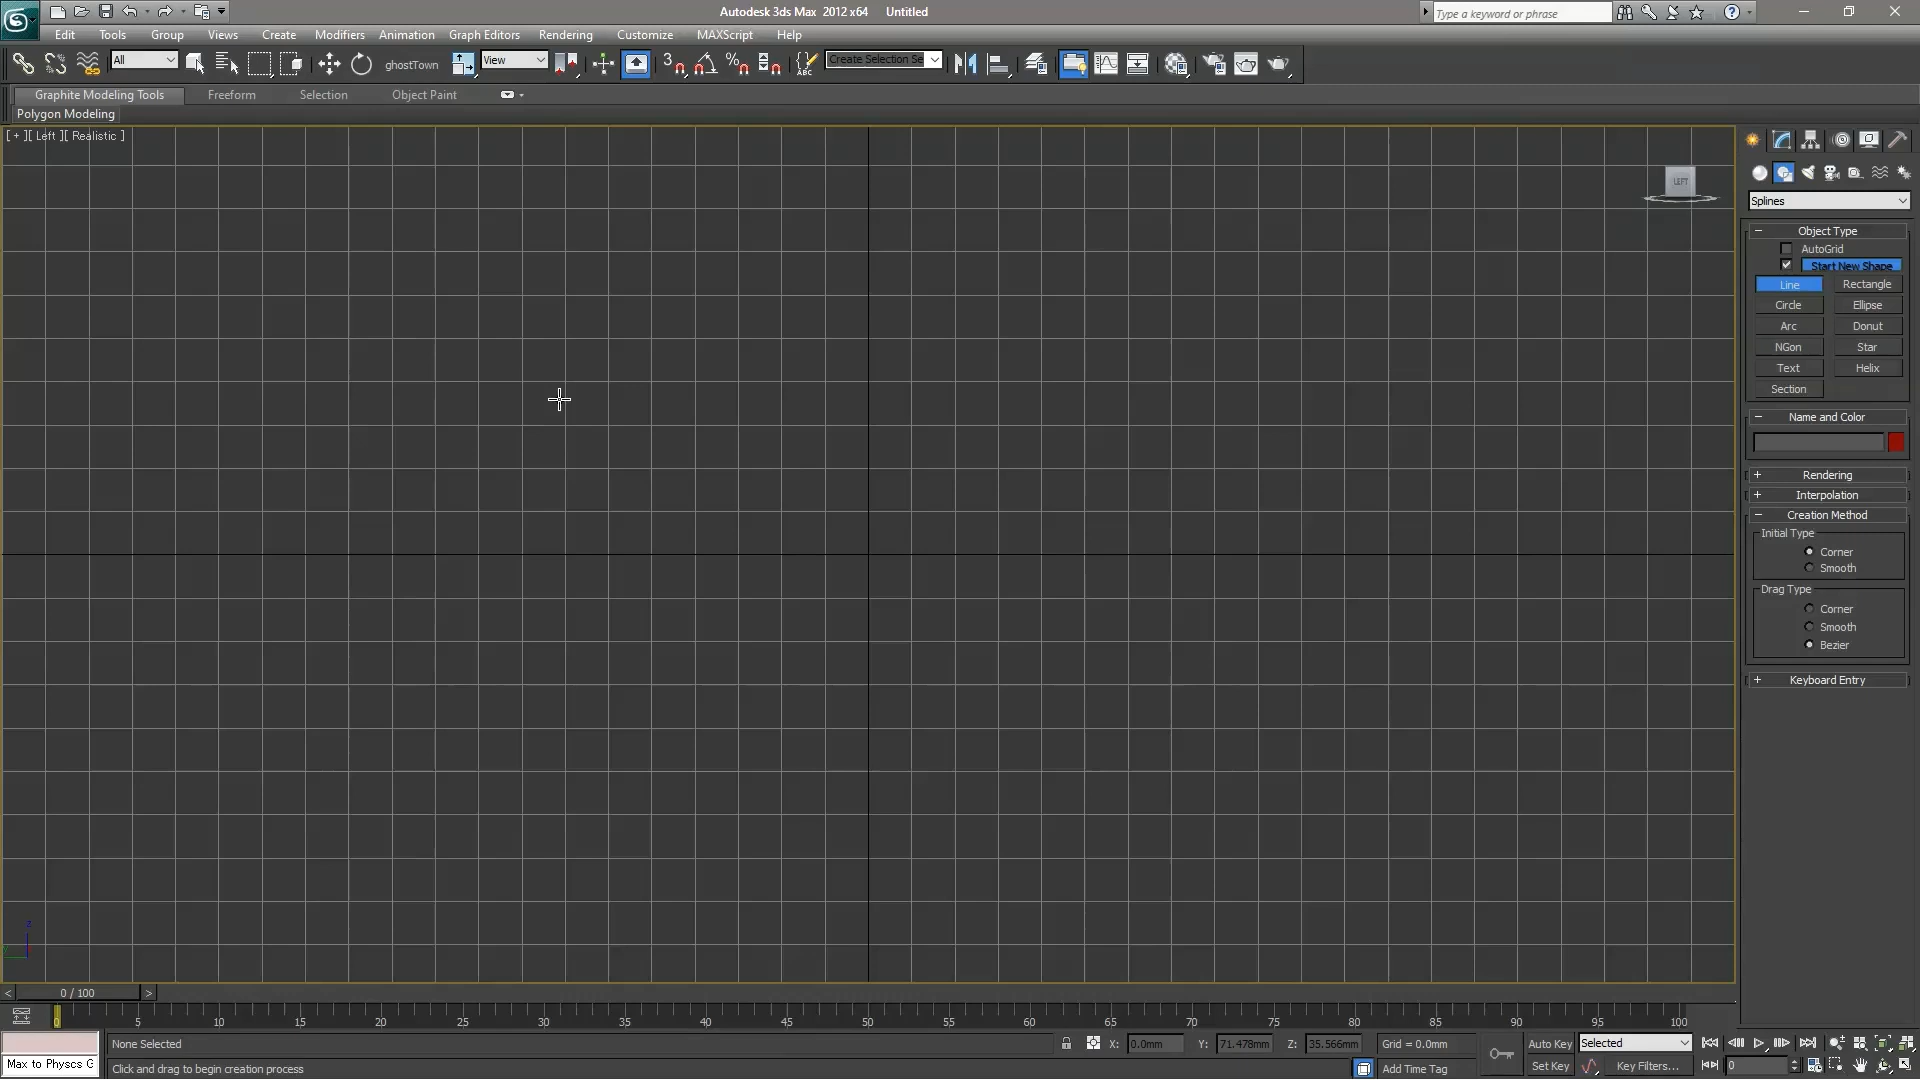 Autodesk 3ds Max 2012 x64 Untitled
Type a keyword or phrase
Edit Tools Group Views Create Modifiers Animation Graph Editors Rendering Customize MAXScript Help
All
ghostTown
View
Create Selection Se
Graphite Modeling Tools Freeform Selection Object Paint
Polygon Modeling
[ + ][ Left ][ Realistic ]
LEFT
Splines
Object Type
AutoGrid
Start New Shape
Line Rectangle
Circle Ellipse
Arc Donut
NGon Star
Text Helix
Section
Name and Color
Rendering
Interpolation
Creation Method
Initial Type
Corner
Smooth
Drag Type
Corner
Smooth
Bezier
Keyboard Entry
z
y
< 0 / 100 >
0 5 10 15 20 25 30 35 40 45 50 55 60 65 70 75 80 85 90 95 100
None Selected X: 0.0mm Y: 71.478mm Z: 35.566mm Grid = 0.0mm Auto Key Selected
Max to Physcs C Click and drag to begin creation process Add Time Tag Set Key Key Filters... 0